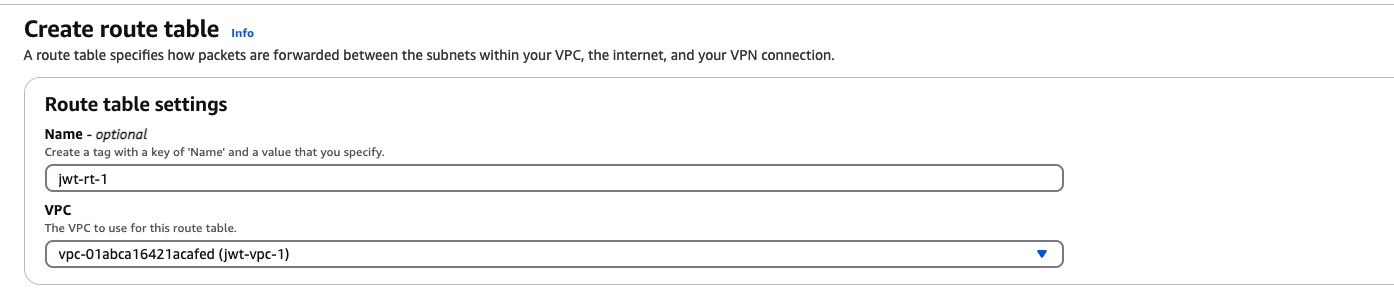 Create route table Info
A route table specifies how packets are forwarded between the subnets within your VPC, the internet, and your VPN connection.
Route table settings
Name - optional
Create a tag with a key of 'Name' and a value that you specify.
jwt-rt-1
VPC
The VPC to use for this route table.
vpc-01abca16421acafed (jwt-vpc-1)